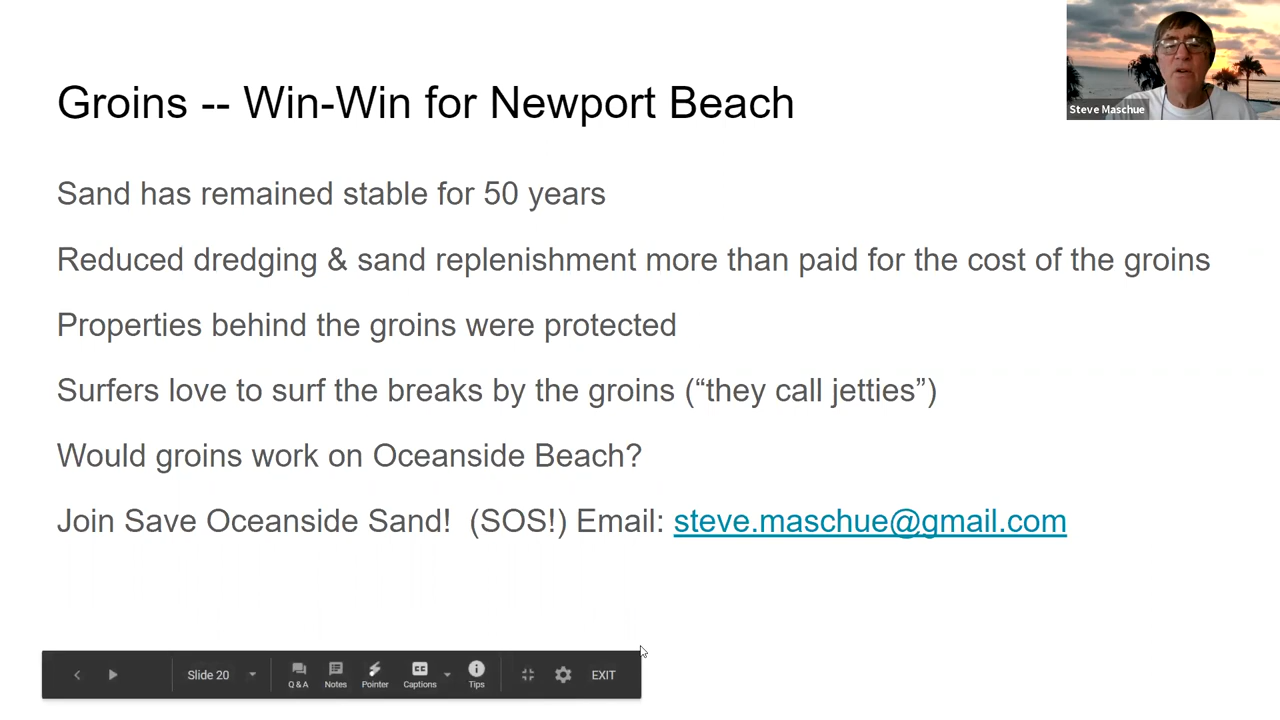 Groins -- Win-Win for Newport Beach
Steve Maschue
Sand has remained stable for 50 years
Reduced dredging & sand replenishment more than paid for the cost of the groins
Properties behind the groins were protected
Surfers love to surf the breaks by the groins (“they call jetties”)
Would groins work on Oceanside Beach?
Join Save Oceanside Sand!  (SOS!) Email: steve.maschue@gmail.com
Slide 20
Q & A
Notes
Pointer
CC
Captions
Tips
EXIT